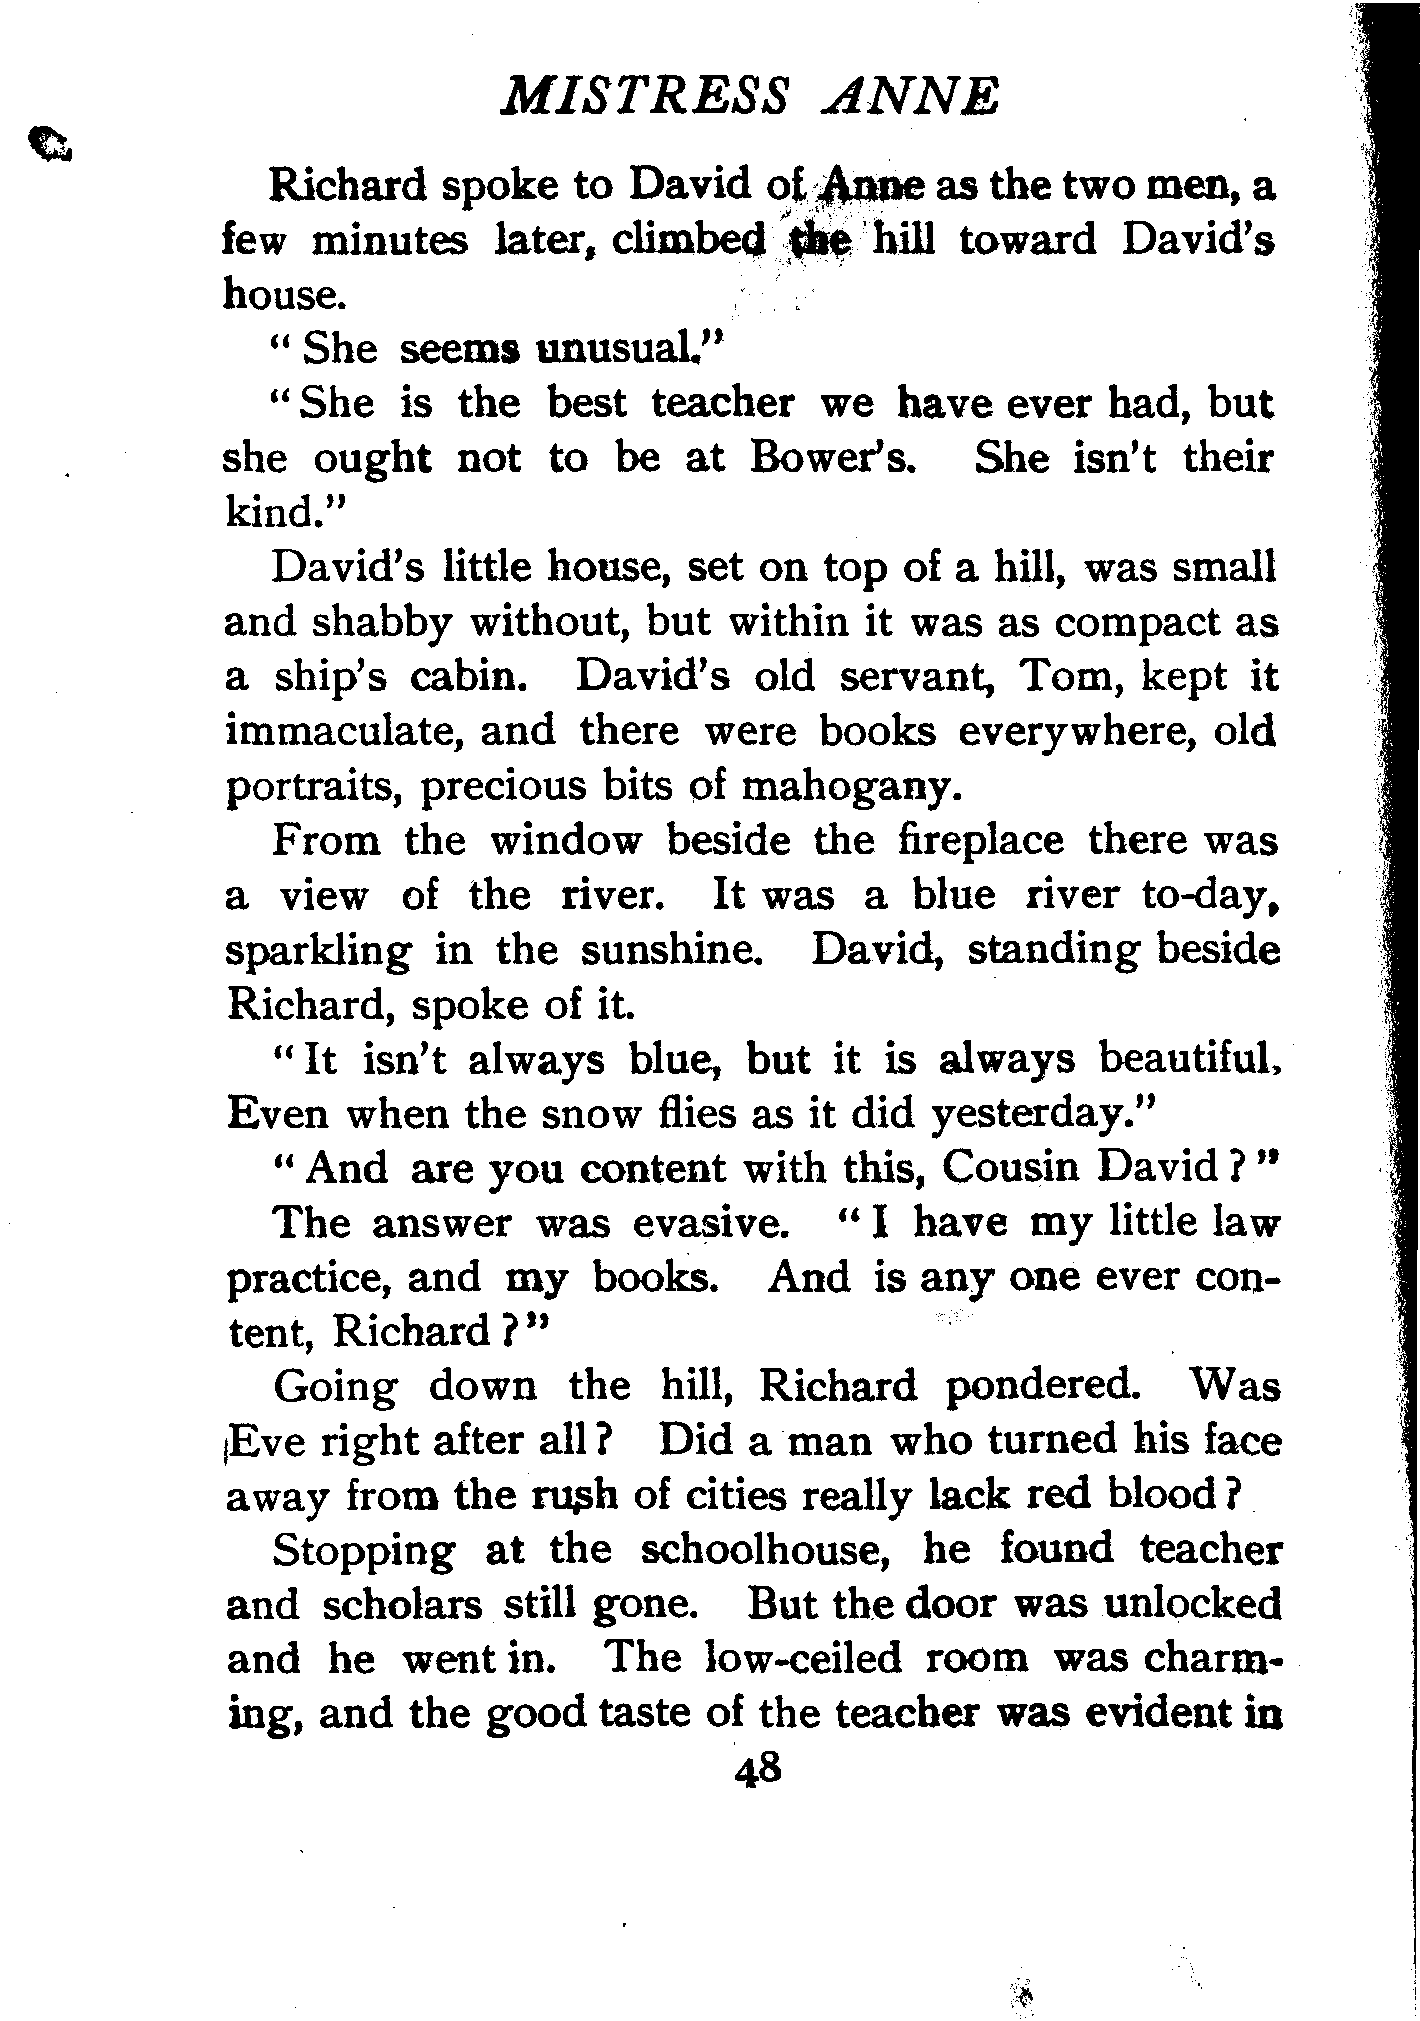 MISTRESS ANNE
Richard spoke to David of Anne as the two men, a
few minutes later, climbed the hill toward David's
house.
" She seems unusual."
" She is the best teacher we have ever had, but
she ought not to be at Bower's. She isn't their
kind."
David's little house, set on top of a hill, was small
and shabby without, but within it was as compact as
a ship's cabin. David's old servant, Tom, kept it
immaculate, and there were books everywhere, old
portraits, precious bits of mahogany.
From the window beside the fireplace there was
a view of the river. It was a blue river to-day,
sparkling in the sunshine. David, standing beside
Richard, spoke of it.
" It isn't always blue, but it is always beautiful.
Even when the snow flies as it did yesterday."
" And are you content with this, Cousin David ? "
The answer was evasive. " I have my little law
practice, and my books. And is any one ever con-
tent, Richard ? "
Going down the hill, Richard pondered. Was
Eve right after all ? Did a man who turned his face
away from the rush of cities really lack red blood ?
Stopping at the schoolhouse, he found teacher
and scholars still gone. But the door was unlocked
and he went in. The low-ceiled room was charm-
ing, and the good taste of the teacher was evident in
48